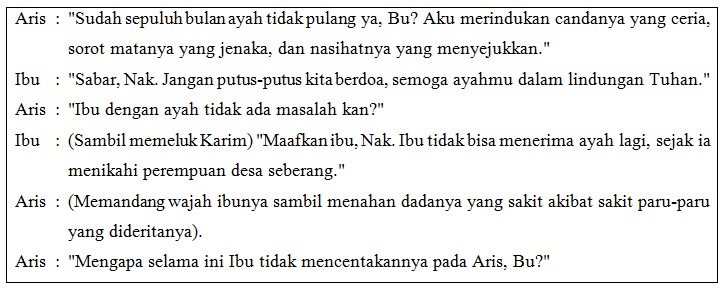 Aris : "Sudah sepuluh bulan ayah tidak pulang ya, Bu? Aku merindukan candanya yang ceria,
sorot matanya yang jenaka, dan nasihatnya yang menyejukkan."
Ibu : "Sabar, Nak. Jangan putus-putus kita berdoa, semoga ayahmu dalam lindungan Tuhan."
Aris : "Ibu dengan ayah tidak ada masalah kan?"
Ibu : (Sambil memeluk Karim) "Maafkan ibu, Nak. Ibu tidak bisa menerima ayah lagi, sejak ia
menikahi perempuan desa seberang."
Aris : (Memandang wajah ibunya sambil menahan dadanya yang sakit akibat sakit paru-paru
yang dideritanya).
Aris : "Mengapa selama ini Ibu tidak mencentakannya pada Aris, Bu?"